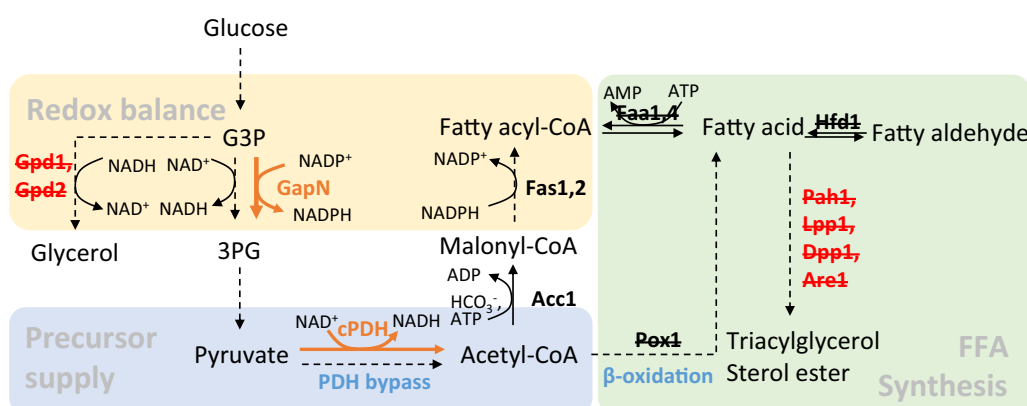 Glucose
Redox balance
G3P
Gpd1,
Gpd2
NADH
NAD⁺
NAD⁺
NADH
NADP⁺
GapN
NADPH
Glycerol
3PG
Fatty acyl-CoA
NADP⁺
NADPH
Fas1,2
Malonyl-CoA
ADP
HCO₃⁻,
ATP
Acc1
AMP
ATP
Faa1,4
Fatty acid
Hfd1
Fatty aldehyde
Pah1,
Lpp1,
Dpp1,
Are1
Precursor
supply
Pyruvate
NAD⁺
cPDH
NADH
PDH bypass
Acetyl-CoA
Pox1
β-oxidation
Triacylglycerol
Sterol ester
FFA
Synthesis